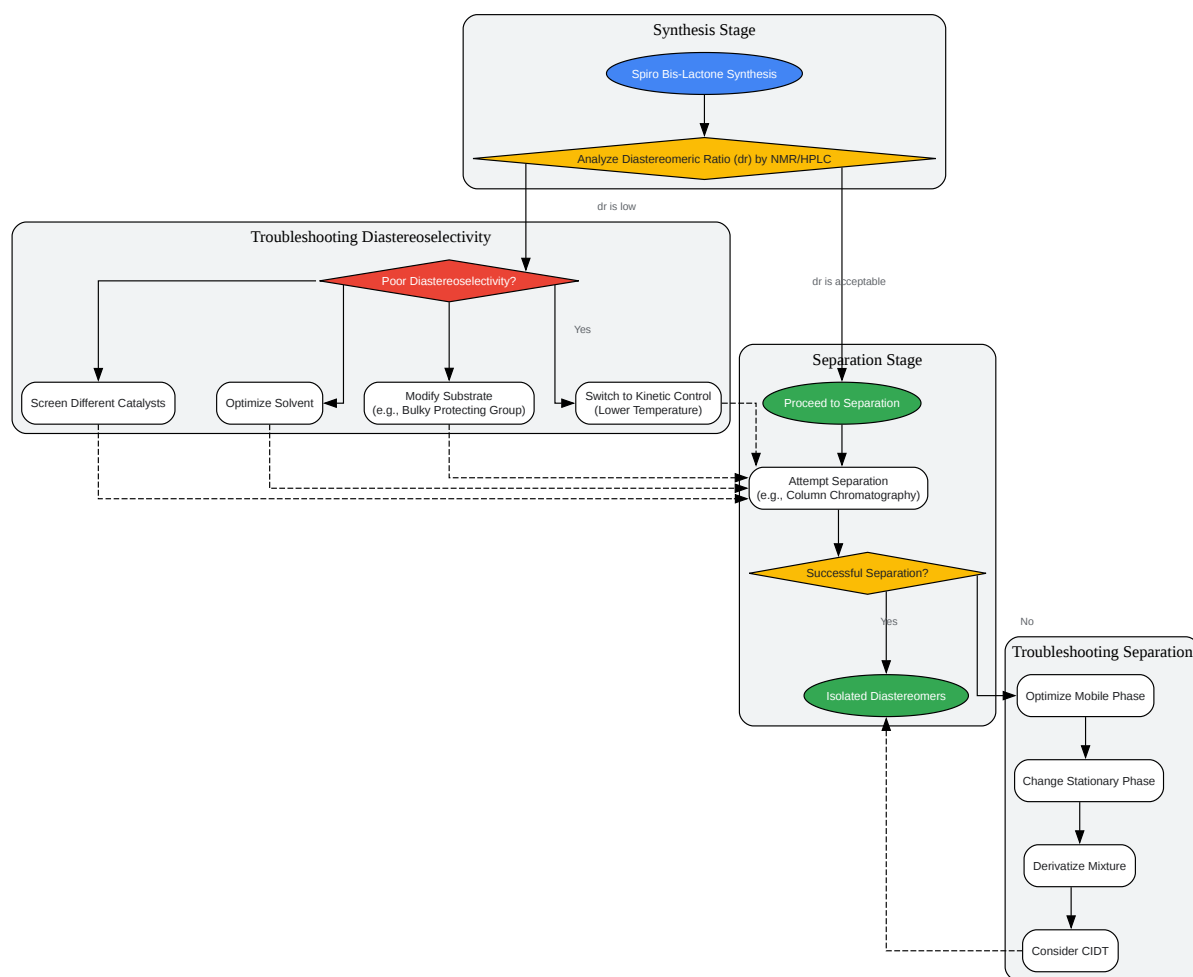 Synthesis Stage
Spiro Bis-Lactone Synthesis
Analyze Diastereomeric Ratio (dr) by NMR/HPLC
dr is low
Troubleshooting Diastereoselectivity
Poor Diastereoselectivity?
dr is acceptable
Yes
Screen Different Catalysts
Optimize Solvent
Modify Substrate
(e.g., Bulky Protecting Group)
Switch to Kinetic Control
(Lower Temperature)
Separation Stage
Proceed to Separation
Attempt Separation
(e.g., Column Chromatography)
Successful Separation?
Yes
No
Isolated Diastereomers
Troubleshooting Separation
Optimize Mobile Phase
Change Stationary Phase
Derivatize Mixture
Consider CIDT